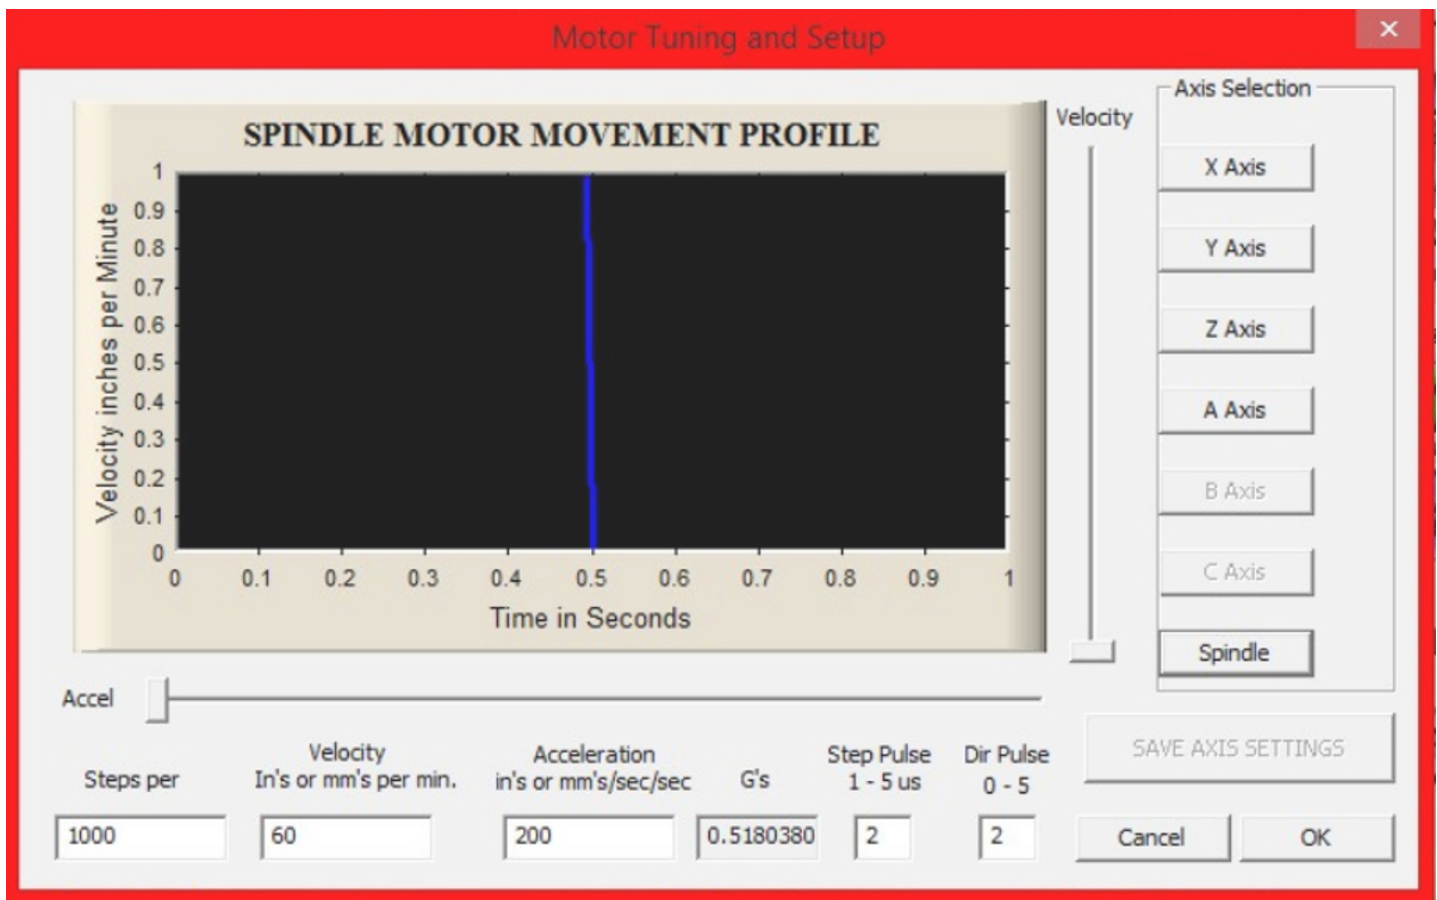 Motor Tuning and Setup
SPINDLE MOTOR MOVEMENT PROFILE
Velocity inches per Minute
1
0.9
0.8
0.7
0.6
0.5
0.4
0.3
0.2
0.1
0
0 0.1 0.2 0.3 0.4 0.5 0.6 0.7 0.8 0.9 1
Time in Seconds
Velocity
Axis Selection
X Axis
Y Axis
Z Axis
A Axis
B Axis
C Axis
Spindle
Accel
Steps per
1000
Velocity
In's or mm's per min.
60
Acceleration
in's or mm's/sec/sec
200
G's
0.5180380
Step Pulse
1 - 5 us
2
Dir Pulse
0 - 5
2
SAVE AXIS SETTINGS
Cancel
OK